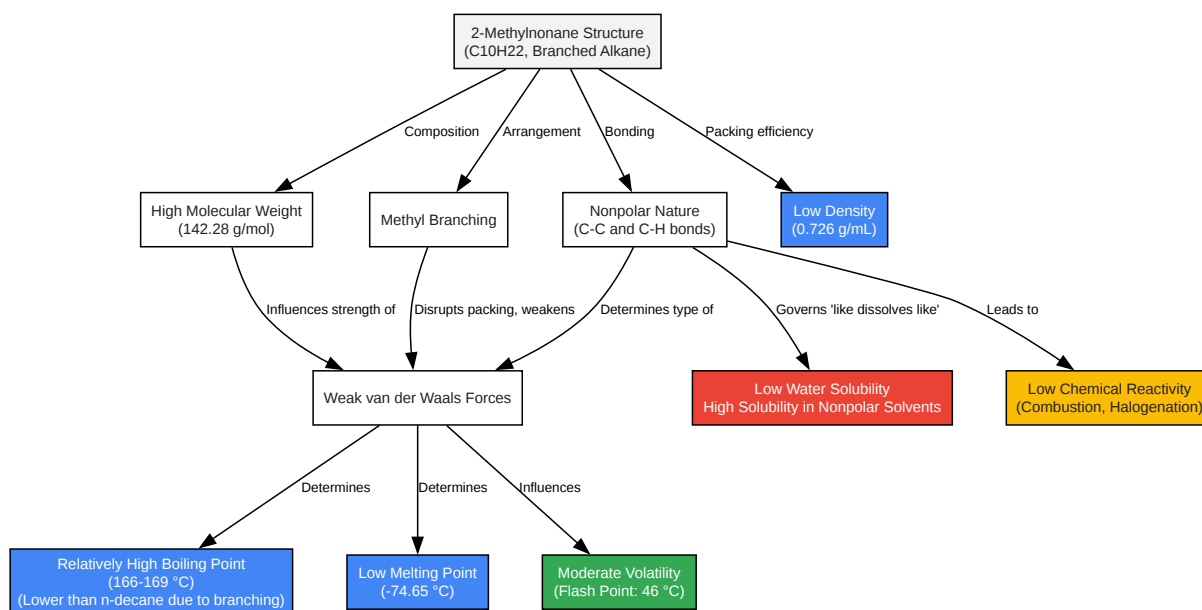 2-Methylnonane Structure
(C10H22, Branched Alkane)
Composition
Arrangement
Bonding
Packing efficiency
High Molecular Weight
(142.28 g/mol)
Methyl Branching
Nonpolar Nature
(C-C and C-H bonds)
Low Density
(0.726 g/mL)
Influences strength of
Disrupts packing, weakens
Determines type of
Governs 'like dissolves like'
Leads to
Weak van der Waals Forces
Low Water Solubility
High Solubility in Nonpolar Solvents
Low Chemical Reactivity
(Combustion, Halogenation)
Determines
Determines
Influences
Relatively High Boiling Point
(166-169 °C)
(Lower than n-decane due to branching)
Low Melting Point
(-74.65 °C)
Moderate Volatility
(Flash Point: 46 °C)